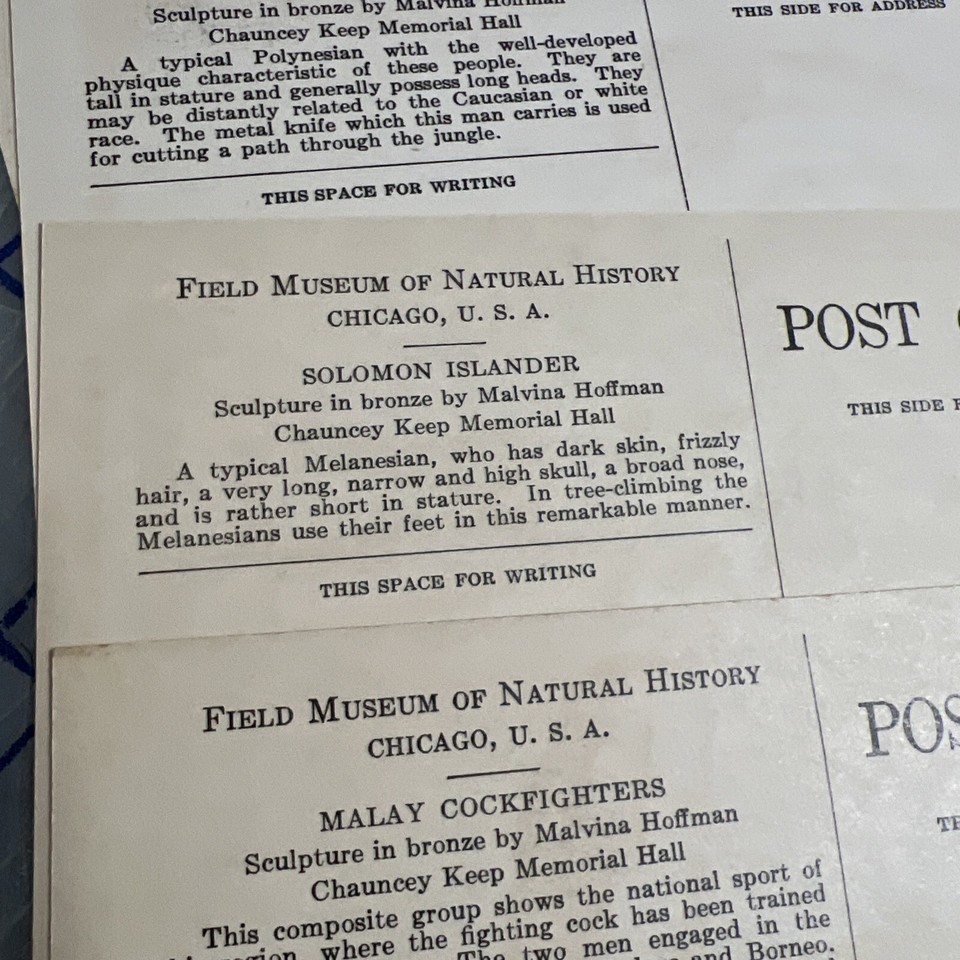 Sculpture in bronze by Malvina Hoffman
Chauncey Keep Memorial Hall
A typical Polynesian with the well-developed
physique characteristic of these people. They are
tall in stature and generally possess long heads. They
may be distantly related to the Caucasian or white
race. The metal knife which this man carries is used
for cutting a path through the jungle.
THIS SPACE FOR WRITING
THIS SIDE FOR ADDRESS
FIELD MUSEUM OF NATURAL HISTORY
CHICAGO, U. S. A.
SOLOMON ISLANDER
Sculpture in bronze by Malvina Hoffman
Chauncey Keep Memorial Hall
A typical Melanesian, who has dark skin, frizzly
hair, a very long, narrow and high skull, a broad nose,
and is rather short in stature. In tree-climbing the
Melanesians use their feet in this remarkable manner.
THIS SPACE FOR WRITING
POST
THIS SIDE
FIELD MUSEUM OF NATURAL HISTORY
CHICAGO, U. S. A.
MALAY COCKFIGHTERS
Sculpture in bronze by Malvina Hoffman
Chauncey Keep Memorial Hall
This composite group shows the national sport of
region, where the fighting cock has been trained
The two men engaged in the
and Borneo.
POS